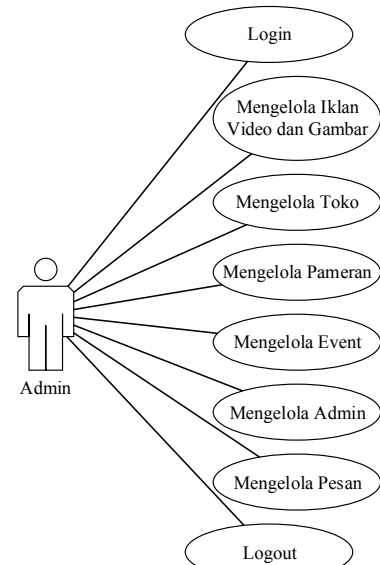 Login
Mengelola Iklan
Video dan Gambar
Mengelola Toko
Mengelola Pameran
Mengelola Event
Admin
Mengelola Admin
Mengelola Pesan
Logout